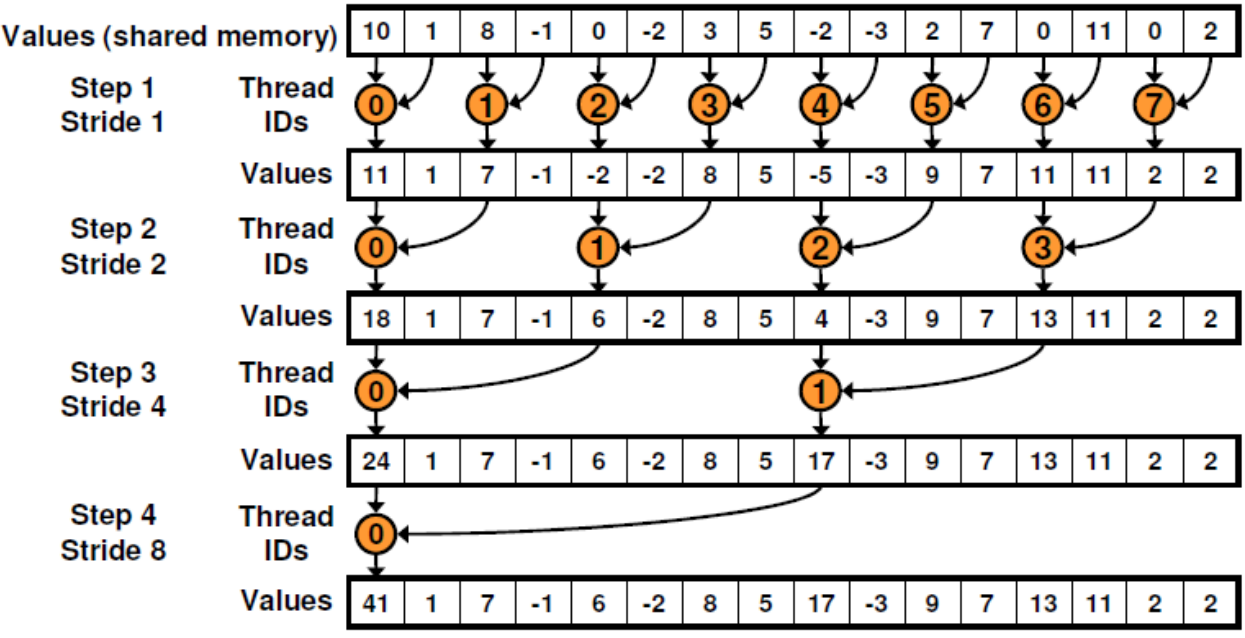 Values (shared memory) 10 1 8 -1 0 -2 3 5 -2 -3 2 7 0 11 0 2
Step 1 Thread 0 1 2 3 4 5 6 7
Stride 1 IDs
Values 11 1 7 -1 -2 -2 8 5 -5 -3 9 7 11 11 2 2
Step 2 Thread 0 1 2 3
Stride 2 IDs
Values 18 1 7 -1 6 -2 8 5 4 -3 9 7 13 11 2 2
Step 3 Thread 0 1
Stride 4 IDs
Values 24 1 7 -1 6 -2 8 5 17 -3 9 7 13 11 2 2
Step 4 Thread 0
Stride 8 IDs
Values 41 1 7 -1 6 -2 8 5 17 -3 9 7 13 11 2 2